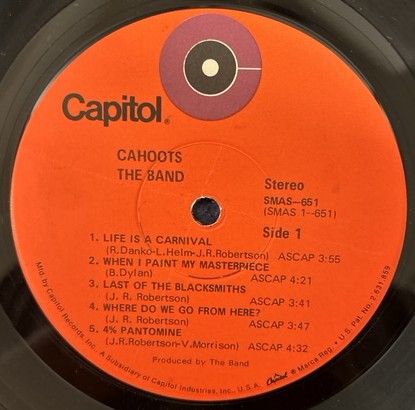 Capitol®
CAHOOTS
THE BAND
Stereo
SMAS-651
(SMAS 1-651)
Side 1
1. LIFE IS A CARNIVAL
(R.Danko-L.Helm-J.R.Robertson) ASCAP 3:55
2. WHEN I PAINT MY MASTERPIECE
(B.Dylan) ASCAP 4:21
3. LAST OF THE BLACKSMITHS
(J. R. Robertson) ASCAP 3:41
4. WHERE DO WE GO FROM HERE?
(J. R. Robertson) ASCAP 3:47
5. 4% PANTOMINE
(J.R.Robertson-V.Morrison) ASCAP 4:32
Produced by The Band
Mfg. by Capitol Records, Inc., A Subsidiary of Capitol Industries, Inc., U.S.A. Capitol ® Marca Reg. • U.S. Pat. No. 2,631,859